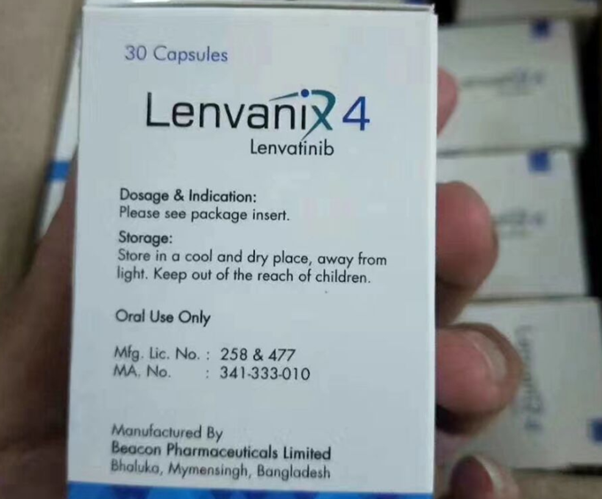 30 Capsules
Lenvanix 4
Lenvatinib
Dosage & Indication:
Please see package insert.
Storage:
Store in a cool and dry place, away from
light. Keep out of the reach of children.
Oral Use Only
Mfg. Lic. No. : 258 & 477
MA. No. : 341-333-010
Manufactured By
Beacon Pharmaceuticals Limited
Bhaluka, Mymensingh, Bangladesh